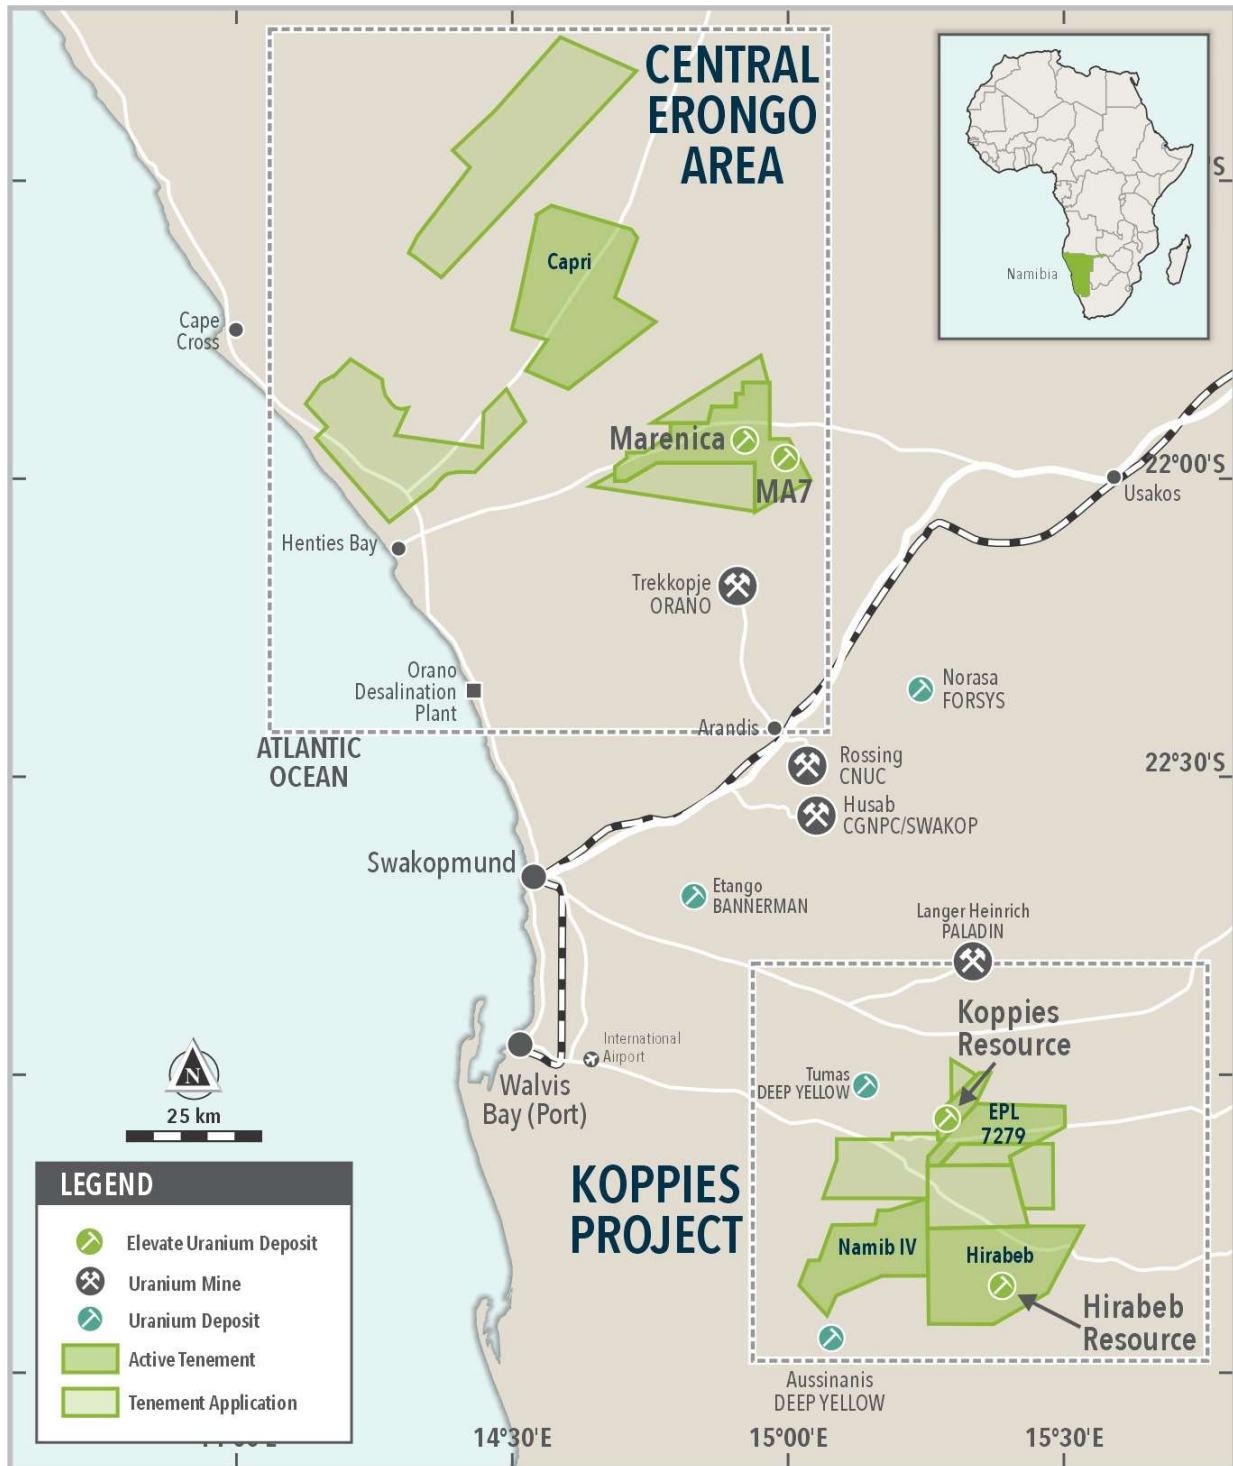 CENTRAL
ERONGO
AREA
Namibia
Capri
Cape
Cross
Marenica
MA7
22°00'S
Usakos
Henties Bay
Trekkopje
ORANO
Orano
Desalination
Plant
Norasa
FORSYS
Arandis
ATLANTIC
OCEAN
Rossing
CNUC
22°30'S
Husab
CGNPC/SWAKOP
Swakopmund
Etango
BANNERMAN
Langer Heinrich
PALADIN
Koppies
Resource
International
Airport
Walvis
Bay (Port)
Tumas
DEEP YELLOW
EPL
7279
N
25 km
KOPPIES
PROJECT
Namib IV
Hirabeb
Hirabeb
Resource
Aussinanis
DEEP YELLOW
LEGEND
Elevate Uranium Deposit
Uranium Mine
Uranium Deposit
Active Tenement
Tenement Application
14°30'E
15°00'E
15°30'E